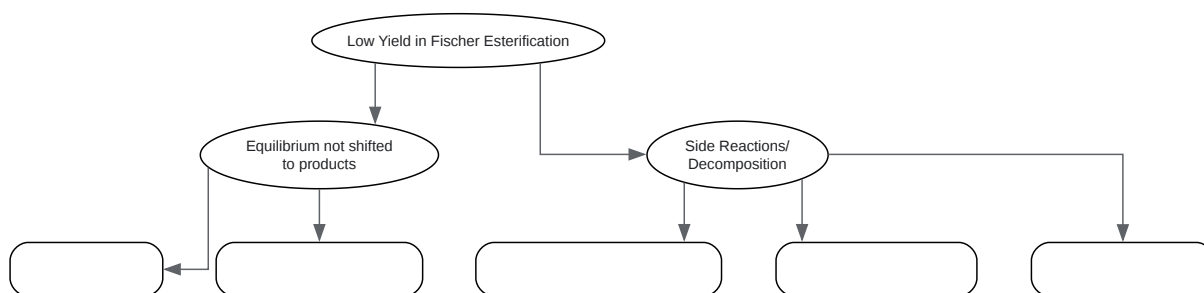 Low Yield in Fischer Esterification
Equilibrium not shifted
to products
Side Reactions/
Decomposition